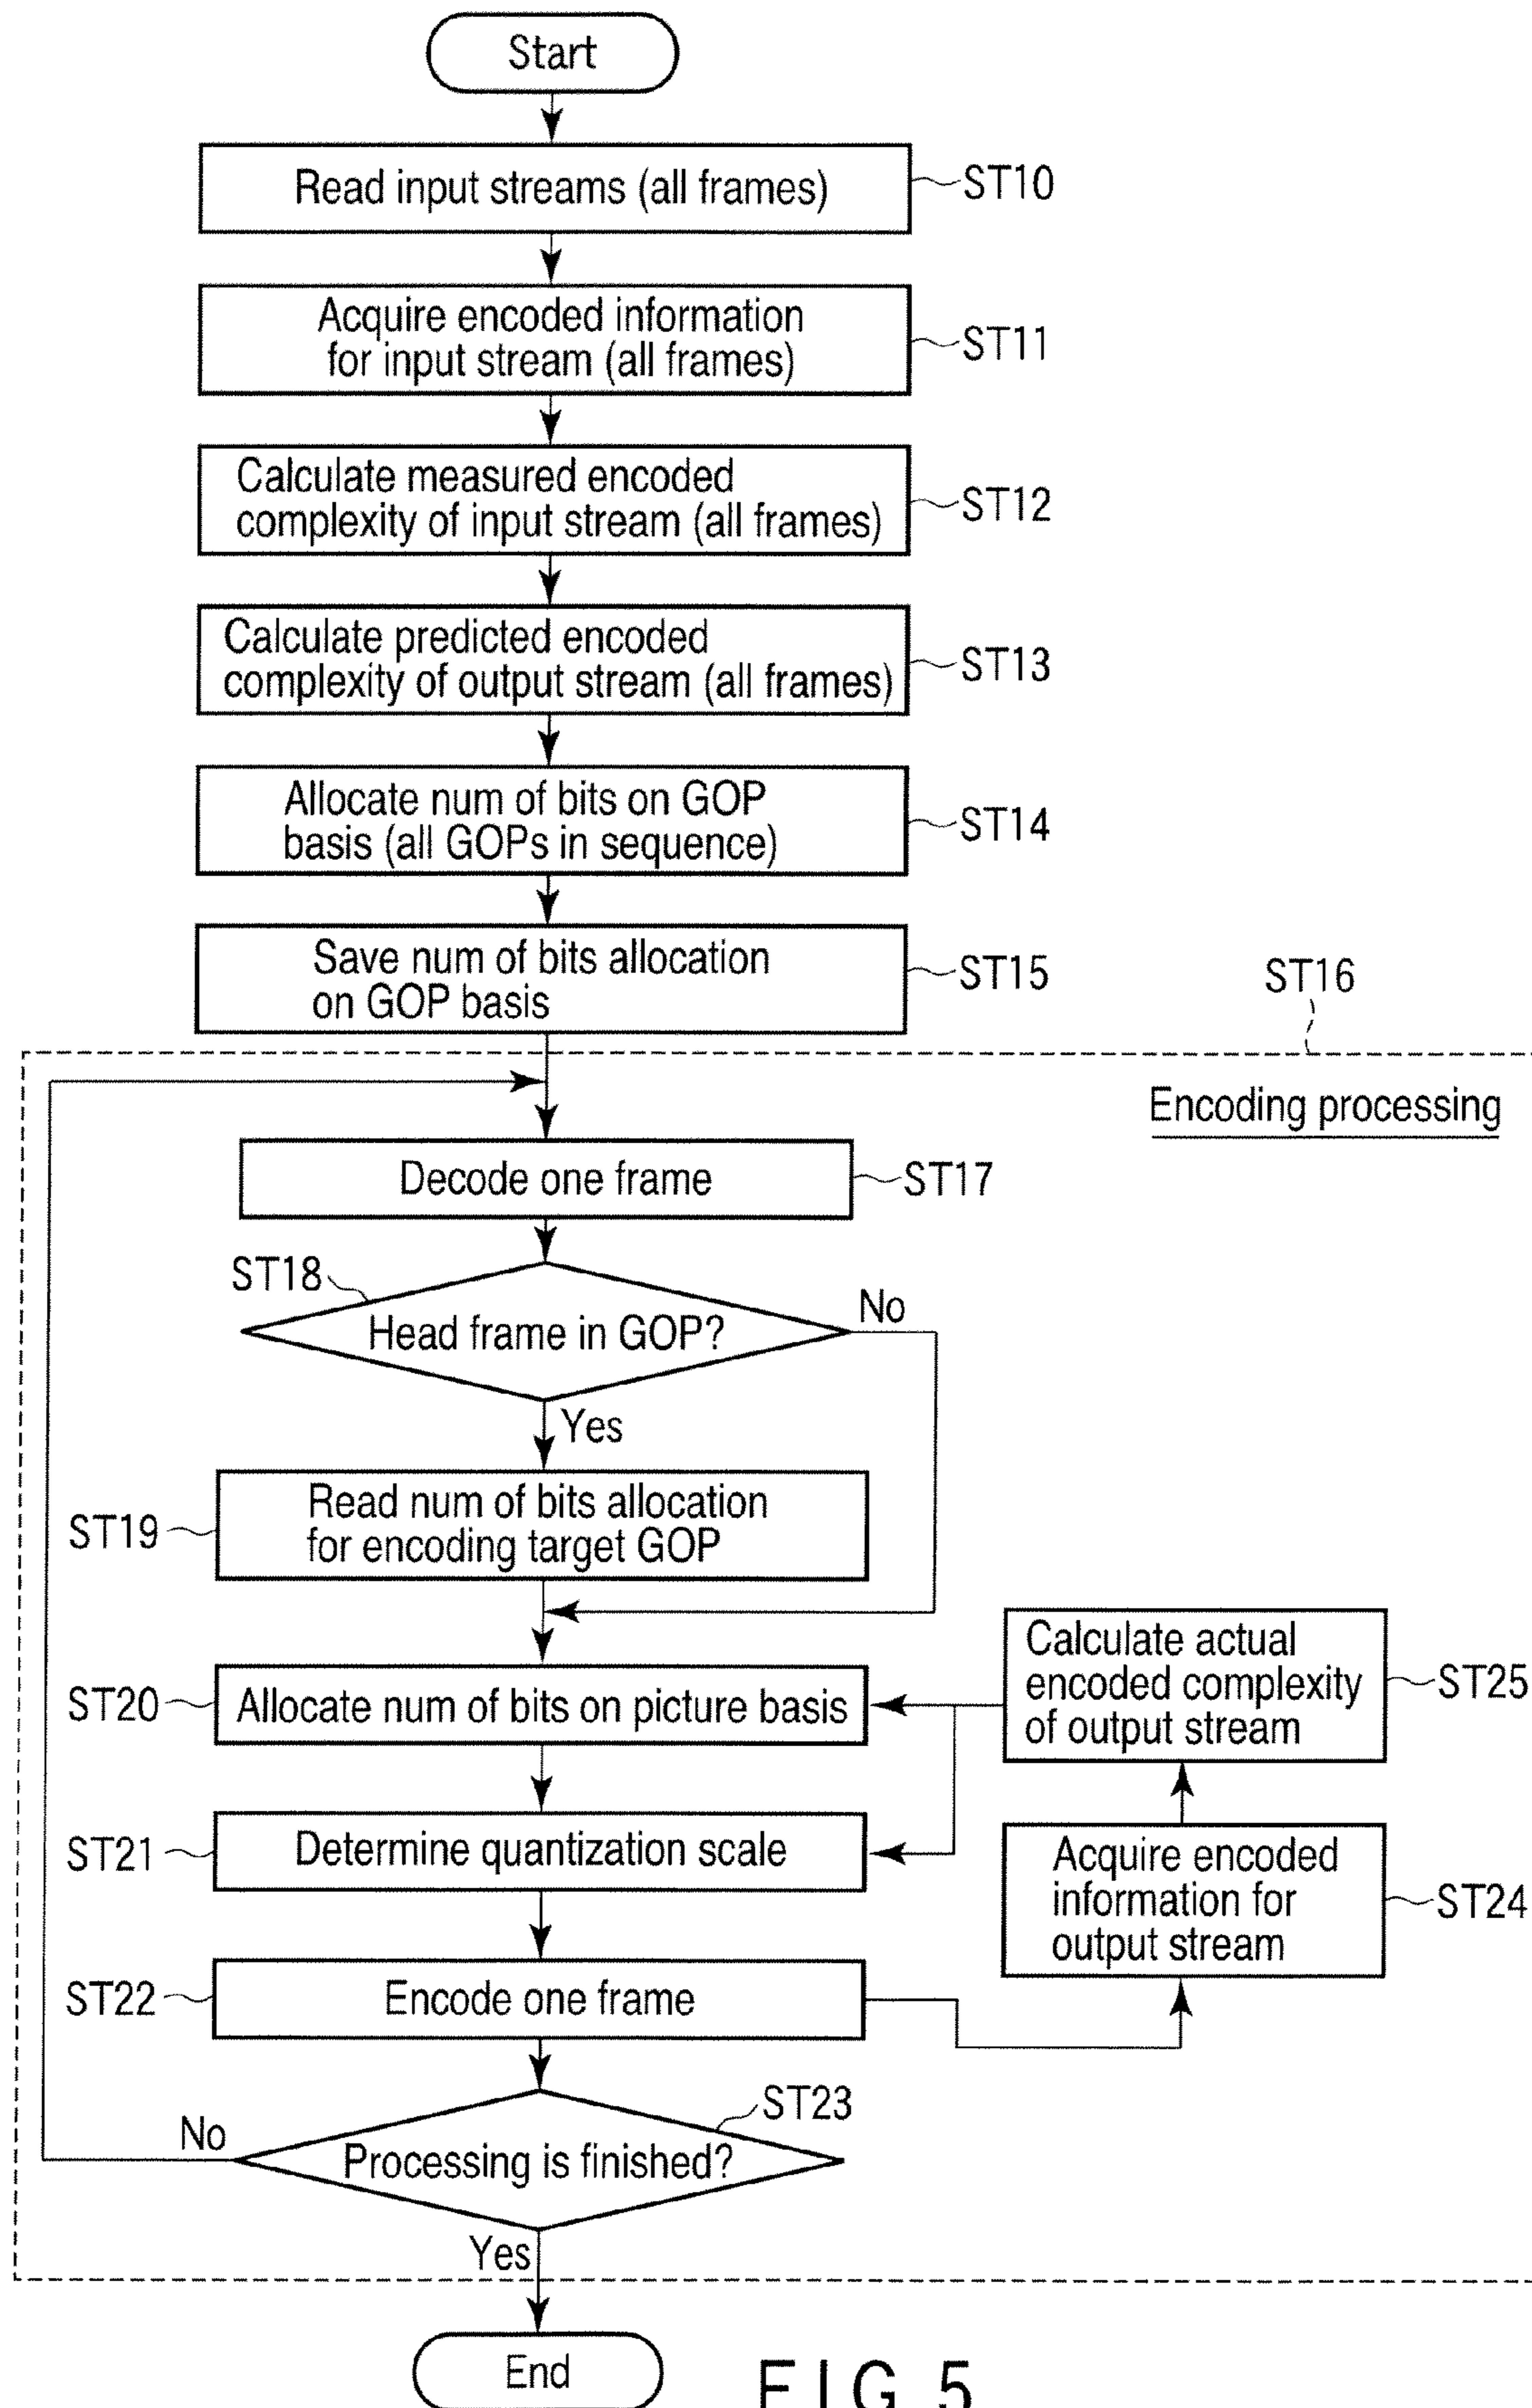 Start
Read input streams (all frames)
ST10
Acquire encoded information
for input stream (all frames)
ST11
Calculate measured encoded
complexity of input stream (all frames)
ST12
Calculate predicted encoded
complexity of output stream (all frames)
ST13
Allocate num of bits on GOP
basis (all GOPs in sequence)
ST14
Save num of bits allocation
on GOP basis
ST15
ST16
Encoding processing
Decode one frame
ST17
ST18
Head frame in GOP?
No
Yes
Read num of bits allocation
for encoding target GOP
ST19
Calculate actual
encoded complexity
of output stream
ST25
ST20
Allocate num of bits on picture basis
ST21
Determine quantization scale
Acquire encoded
information for
output stream
ST24
ST22
Encode one frame
ST23
No
Processing is finished?
Yes
End
FIG. 5